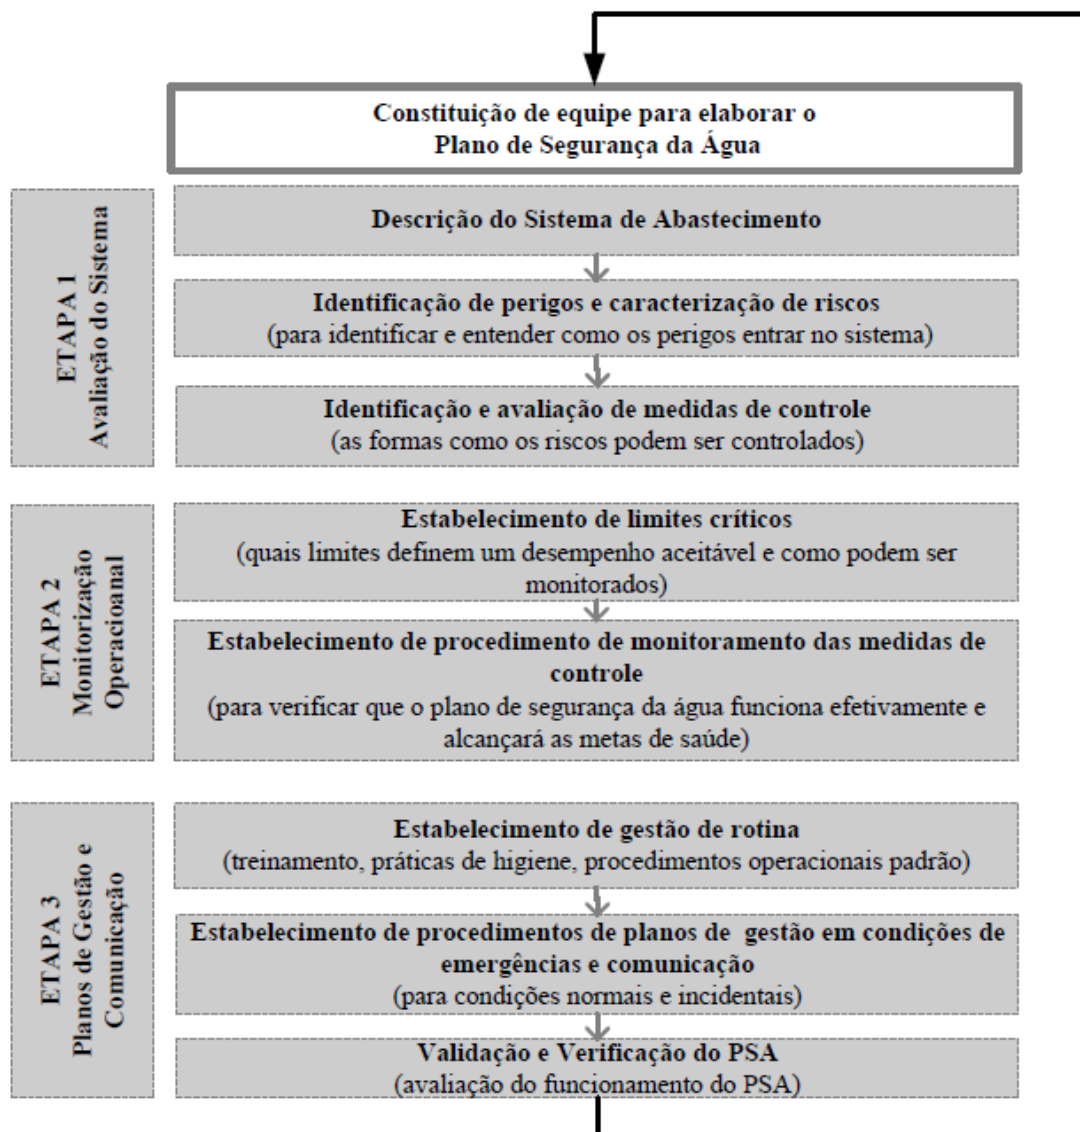 Constituição de equipe para elaborar o
Plano de Segurança da Água
ETAPA 1
Avaliação do Sistema
Descrição do Sistema de Abastecimento
Identificação de perigos e caracterização de riscos
(para identificar e entender como os perigos entrar no sistema)
Identificação e avaliação de medidas de controle
(as formas como os riscos podem ser controlados)
ETAPA 2
Monitorização
Operacioanal
Estabelecimento de limites críticos
(quais limites definem um desempenho aceitável e como podem ser
monitorados)
Estabelecimento de procedimento de monitoramento das medidas de
controle
(para verificar que o plano de segurança da água funciona efetivamente e
alcançará as metas de saúde)
ETAPA 3
Planos de Gestão e
Comunicação
Estabelecimento de gestão de rotina
(treinamento, práticas de higiene, procedimentos operacionais padrão)
Estabelecimento de procedimentos de planos de gestão em condições de
emergências e comunicação
(para condições normais e incidentais)
Validação e Verificação do PSA
(avaliação do funcionamento do PSA)